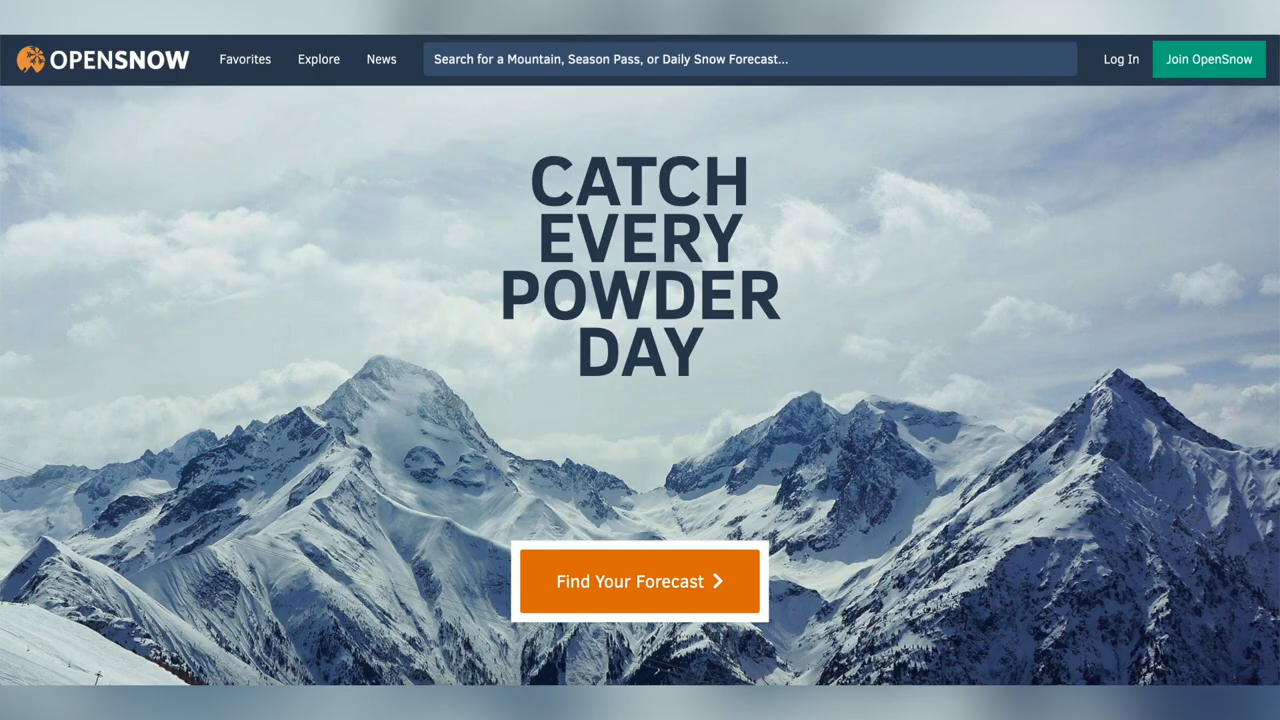 OPENSNOW
Favorites
Explore
News
Search for a Mountain, Season Pass, or Daily Snow Forecast...
Log In
Join OpenSnow
CATCH
EVERY
POWDER
DAY
Find Your Forecast